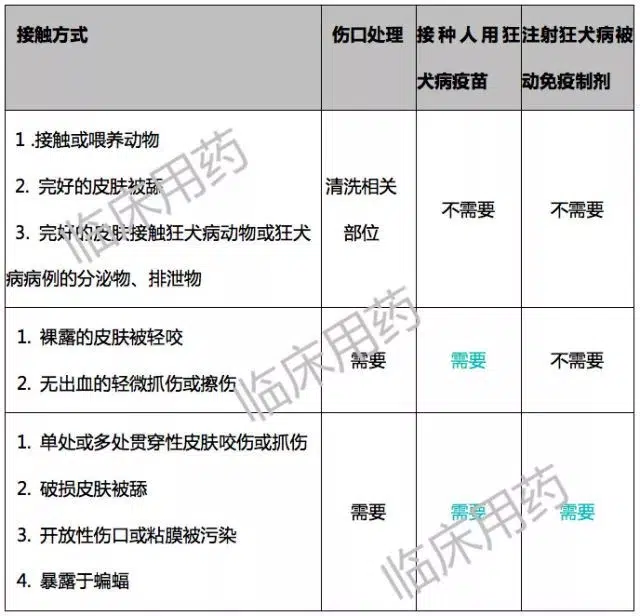 接触方式
伤口处理
接种人用狂
犬病疫苗
注射狂犬病被
动免疫制剂
1 .接触或喂养动物
2. 完好的皮肤被舔
3. 完好的皮肤接触狂犬病动物或狂犬
病病例的分泌物、排泄物
清洗相关
部位
不需要
不需要
1. 裸露的皮肤被轻咬
2. 无出血的轻微抓伤或擦伤
需要
需要
不需要
1. 单处或多处贯穿性皮肤咬伤或抓伤
2. 破损皮肤被舔
3. 开放性伤口或粘膜被污染
4. 暴露于蝙蝠
需要
需要
需要
临床用药
临床用药
临床用药